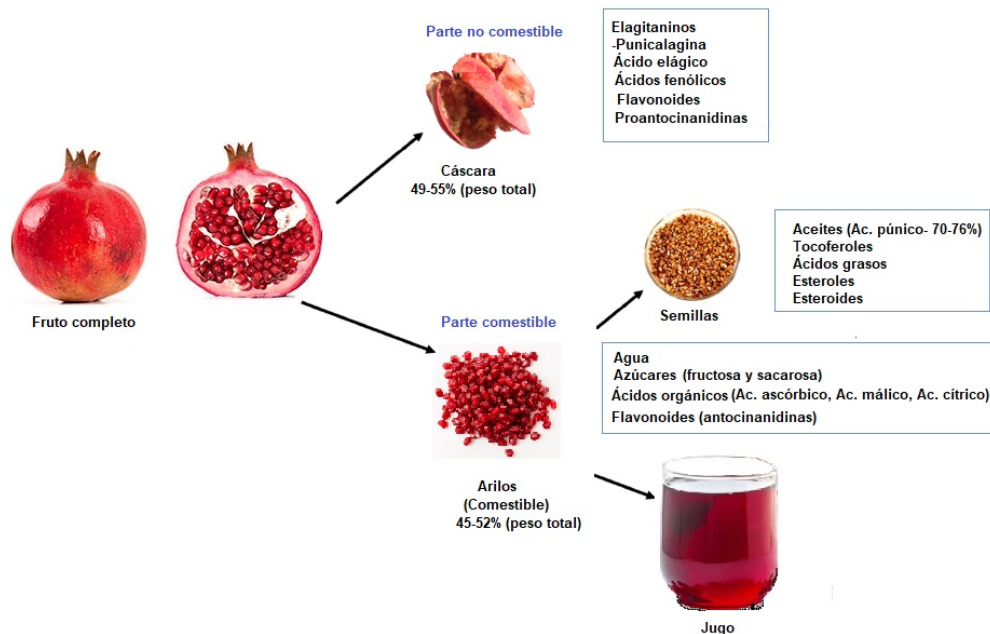 Parte no comestible
Elagitaninos
-Punicalagina
Ácido elágico
Ácidos fenólicos
Flavonoides
Proantocinanidinas
Cáscara
49-55% (peso total)
Fruto completo
Aceites (Ac. púnico- 70-76%)
Tocoferoles
Ácidos grasos
Esteroles
Esteroides
Semillas
Parte comestible
Agua
Azúcares (fructosa y sacarosa)
Ácidos orgánicos (Ac. ascórbico, Ac. málico, Ac. cítrico)
Flavonoides (antocinanidinas)
Arilos
(Comestible)
45-52% (peso total)
Jugo